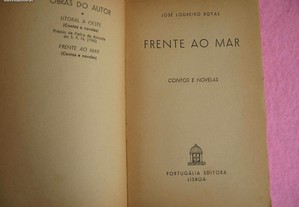 OBRAS DO AUTOR
LITORAL A OESTE
(Contos e novelas)
FRENTE AO MAR
(Contos e novelas)
JOSÉ LOUREIRO BOTAS
FRENTE AO MAR
CONTOS E NOVELAS
PORTUGÁLIA EDITORA
LISBOA